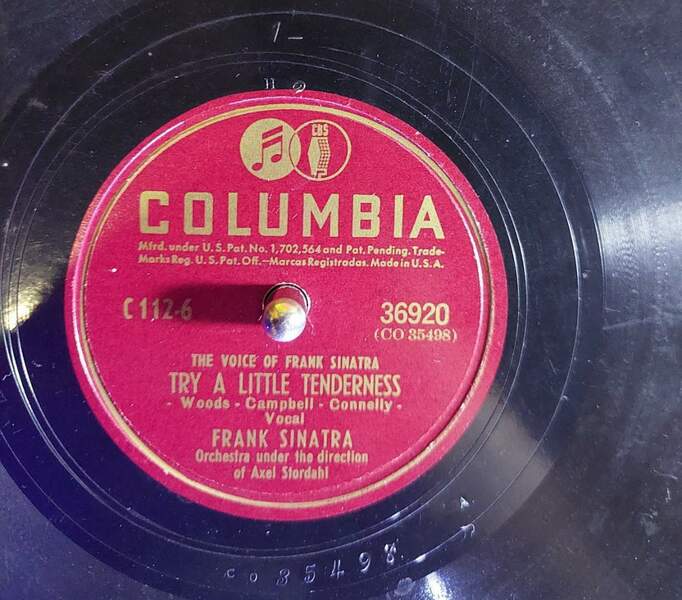 1-
H 2
CBS
COLUMBIA
Mfrd. under U.S. Pat. No. 1,702,564 and Pat. Pending. Trade-
Marks Reg. U.S. Pat. Off.—Marcas Registradas. Made in U.S.A.
C 112-6
36920
(CO 35498)
THE VOICE OF FRANK SINATRA
TRY A LITTLE TENDERNESS
- Woods - Campbell - Connelly -
Vocal
FRANK SINATRA
Orchestra under the direction
of Axel Stordahl
CO 35498
A